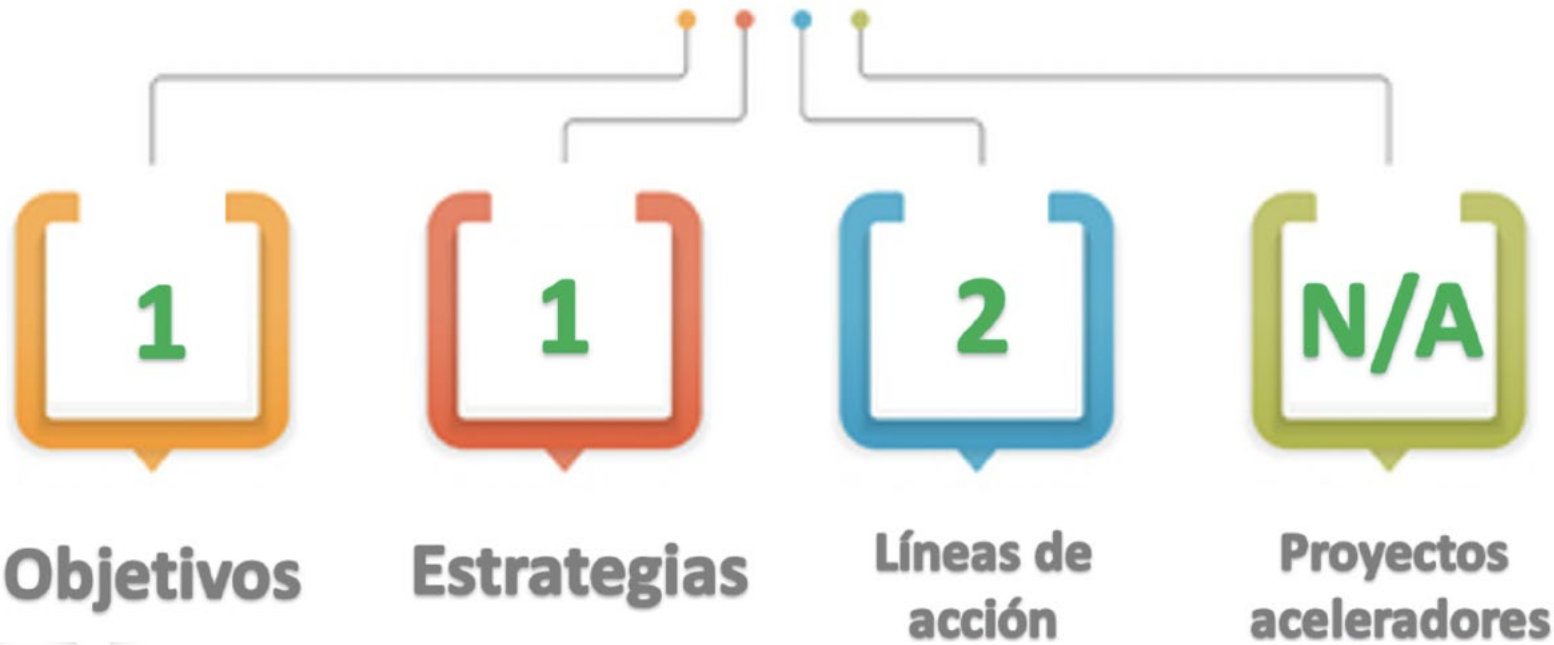 1
1
2
N/A
Objetivos
Estrategias
Líneas de
acción
Proyectos
aceleradores